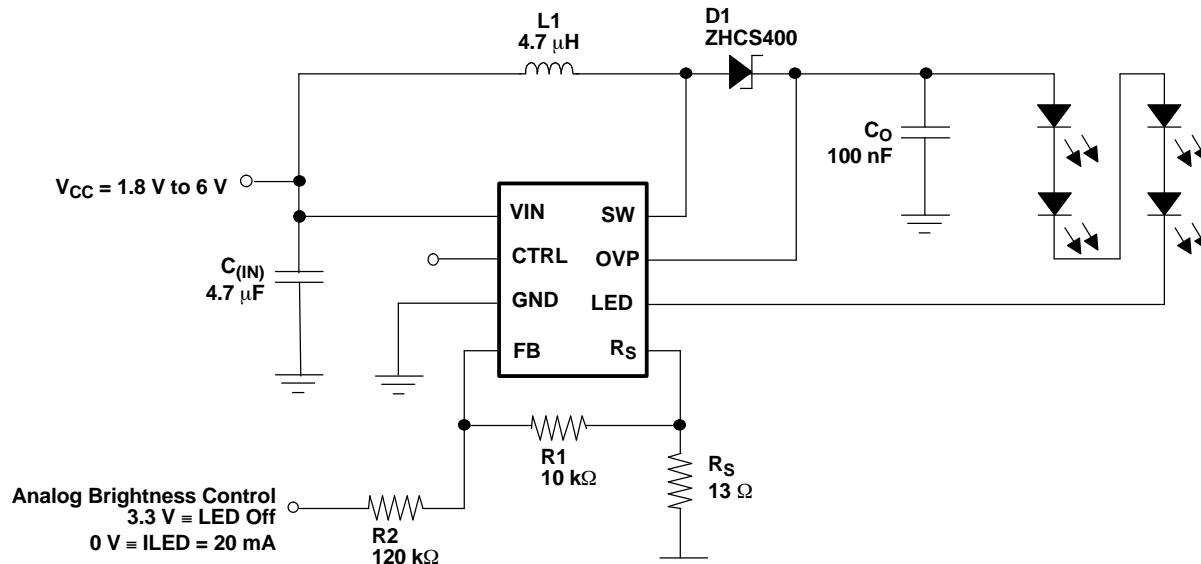 L1
4.7 μH
D1
ZHCS400
CO
100 nF
VCC = 1.8 V to 6 V
C(IN)
4.7 μF
VIN
SW
CTRL
OVP
GND
LED
FB
RS
R1
10 kΩ
RS
13 Ω
Analog Brightness Control
3.3 V ≡ LED Off
0 V ≡ ILED = 20 mA
R2
120 kΩ